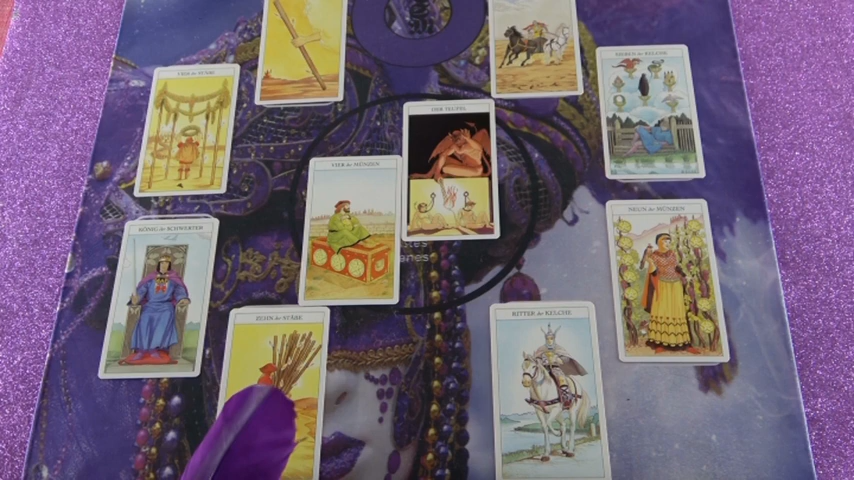 VIER der STÄBE
SIEBEN der KELCHE
DER TEUFEL
VIER der MÜNZEN
NEUN der MÜNZEN
KÖNIG der SCHWERTER
ZEHN der STÄBE
RITTER der KELCHE